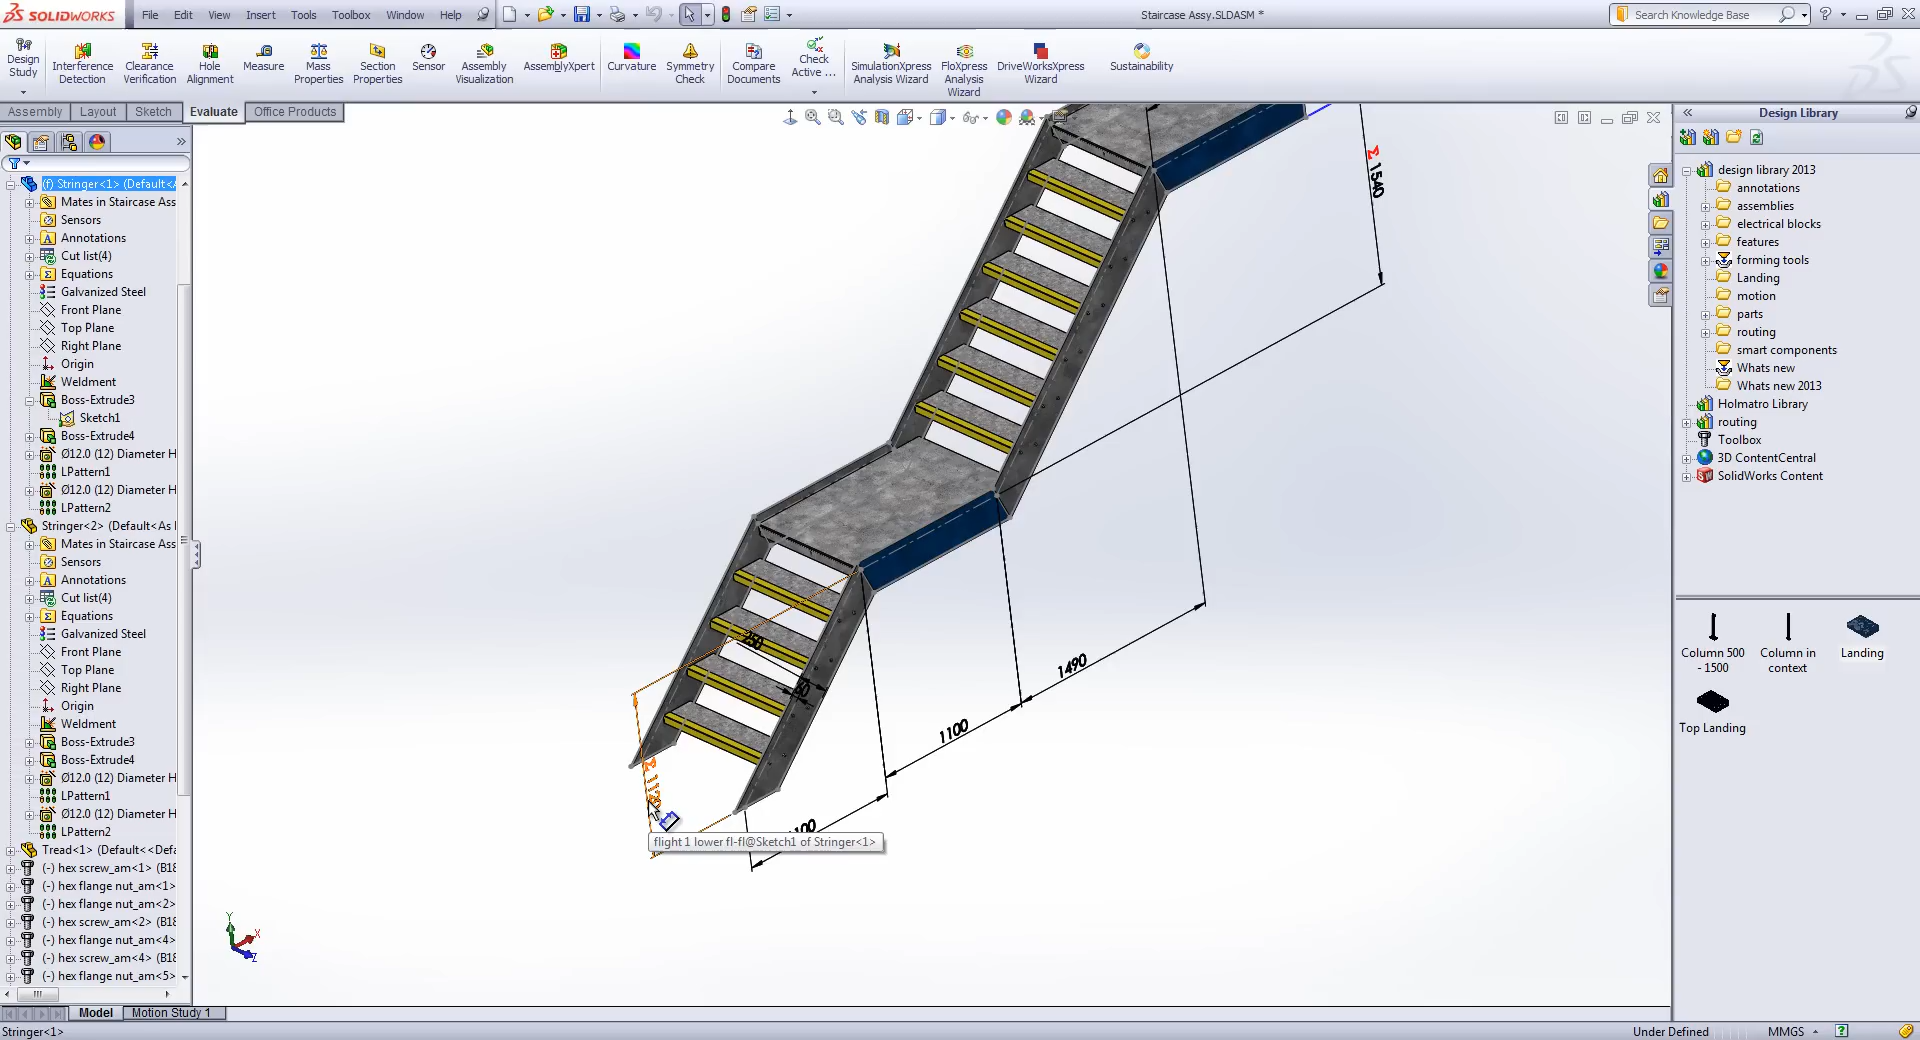 SOLIDWORKS File Edit View Insert Tools Toolbox Window Help
Staircase Assy.SLDASM *
Search Knowledge Base
Design Study
Interference Detection
Clearance Verification
Hole Alignment
Measure
Mass Properties
Section Properties
Sensor
Assembly Visualization
AssemblyXpert
Curvature
Symmetry Check
Compare Documents
Check Active ...
SimulationXpress Analysis Wizard
FloXpress Analysis Wizard
DriveWorksXpress Wizard
Sustainability
Assembly Layout Sketch Evaluate Office Products
(f) Stringer<1> (Default<A
Mates in Staircase Ass
Sensors
Annotations
Cut list(4)
Equations
Galvanized Steel
Front Plane
Top Plane
Right Plane
Origin
Weldment
Boss-Extrude3
Sketch1
Boss-Extrude4
Ø12.0 (12) Diameter H
LPattern1
Ø12.0 (12) Diameter H
LPattern2
Stringer<2> (Default<As
Mates in Staircase Ass
Sensors
Annotations
Cut list(4)
Equations
Galvanized Steel
Front Plane
Top Plane
Right Plane
Origin
Weldment
Boss-Extrude3
Boss-Extrude4
Ø12.0 (12) Diameter H
LPattern1
Ø12.0 (12) Diameter H
LPattern2
Tread<1> (Default<<Defa
(-) hex screw_am<1> (B18
(-) hex flange nut_am<1>
(-) hex flange nut_am<2>
(-) hex screw_am<2> (B18
(-) hex flange nut_am<4>
(-) hex screw_am<4> (B18
(-) hex flange nut_am<5>
Σ1540
250
1490
1100
flight 1 lower fl-fl@Sketch1 of Stringer<1>
Y
X
Z
Design Library
design library 2013
annotations
assemblies
electrical blocks
features
forming tools
Landing
motion
parts
routing
smart components
Whats new
Whats new 2013
Holmatro Library
routing
Toolbox
3D ContentCentral
SolidWorks Content
Column 500 - 1500
Column in context
Landing
Top Landing
Model Motion Study 1
Stringer<1>
Under Defined
MMGS